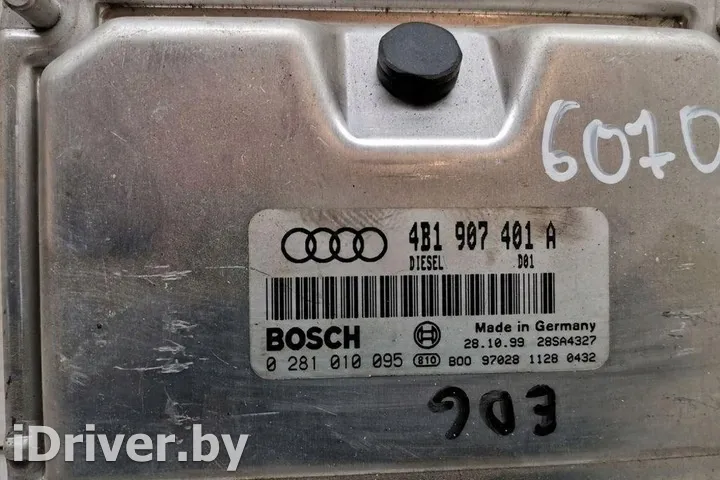 6070
4B1 907 401 A
DIESEL D01
BOSCH
Made in Germany
28.10.99 28SA4327
0 281 010 095 810 B00 97028 1128 0432
EDG
iDriver.by